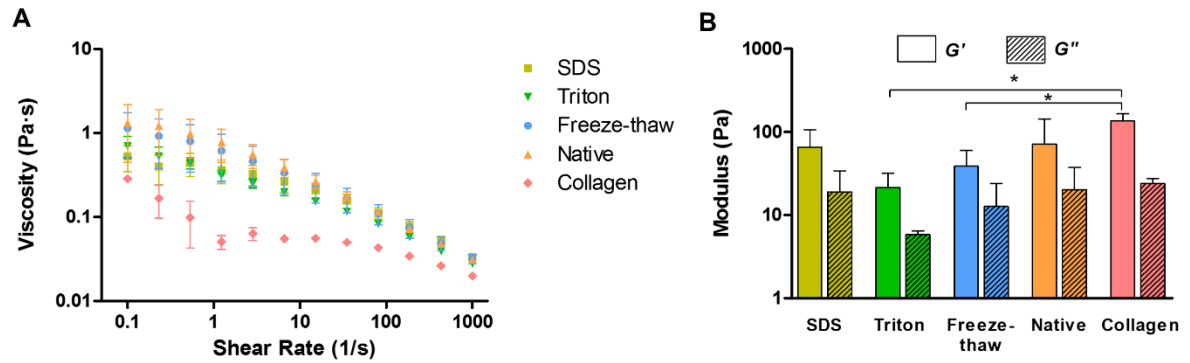 A
Viscosity (Pa·s)
10
1
0.1
0.01
0.1 1 10 100 1000
Shear Rate (1/s)
SDS
Triton
Freeze-thaw
Native
Collagen
B
G' G"
*
*
Modulus (Pa)
1000
100
10
1
SDS Triton Freeze- Native Collagen
thaw